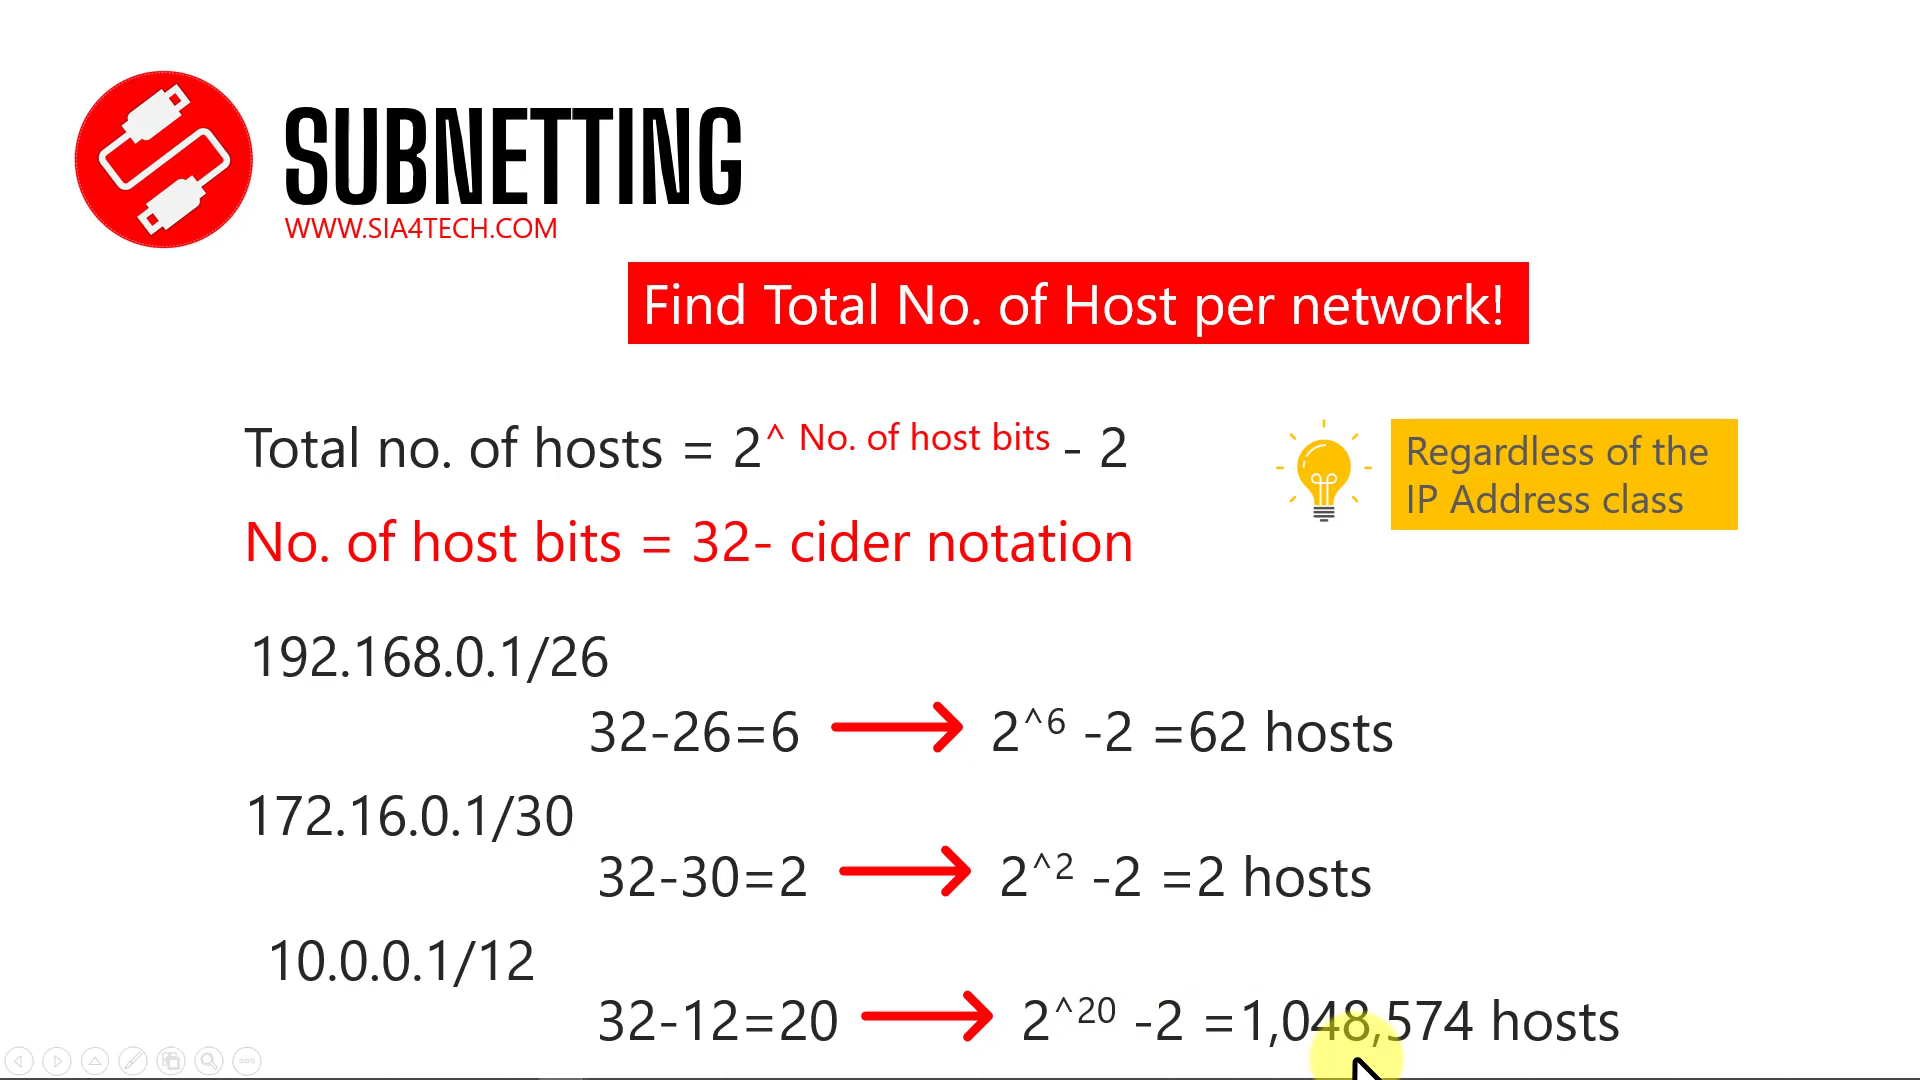 SUBNETTING
WWW.SIA4TECH.COM
Find Total No. of Host per network!
Total no. of hosts = 2^ No. of host bits - 2
Regardless of the
IP Address class
No. of host bits = 32- cider notation
192.168.0.1/26
32-26=6 2^6 -2 =62 hosts
172.16.0.1/30
32-30=2 2^2 -2 =2 hosts
10.0.0.1/12
32-12=20 2^20 -2 =1,048,574 hosts